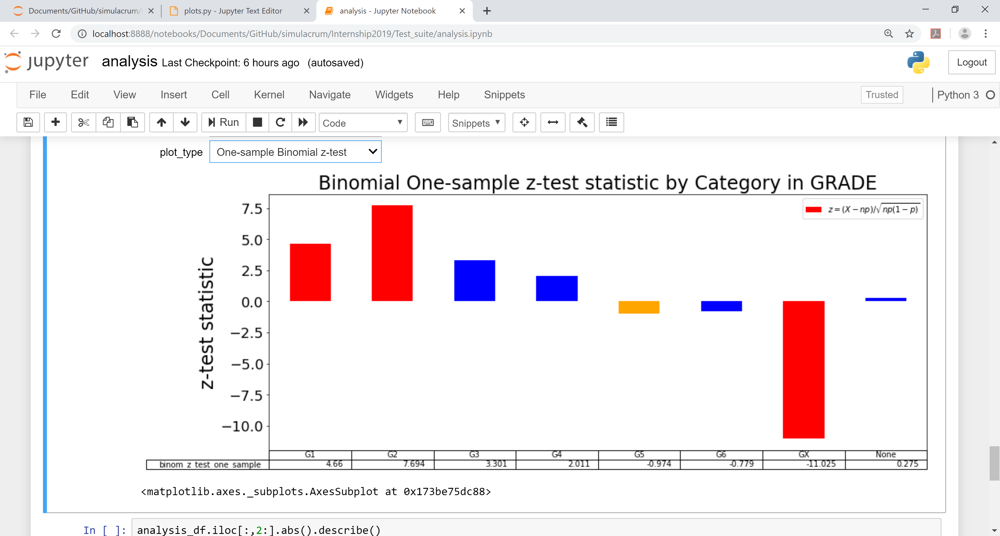 Documents/GitHub/simulacrum/
plots.py - Jupyter Text Editor
analysis - Jupyter Notebook
localhost:8888/notebooks/Documents/GitHub/simulacrum/Internship2019/Test_suite/analysis.ipynb
jupyter analysis Last Checkpoint: 6 hours ago (autosaved)
Logout
File Edit View Insert Cell Kernel Navigate Widgets Help Snippets Trusted Python 3
Run Code Snippets
plot_type One-sample Binomial z-test
Binomial One-sample z-test statistic by Category in GRADE
z = (X − np)/√np(1 − p)
z-test statistic
7.5
5.0
2.5
0.0
−2.5
−5.0
−7.5
−10.0
G1 G2 G3 G4 G5 G6 GX None
binom z test one sample 4.66 7.694 3.301 2.011 -0.974 -0.779 -11.025 0.275
<matplotlib.axes._subplots.AxesSubplot at 0x173be75dc88>
In [ ]: analysis_df.iloc[:,2:].abs().describe()